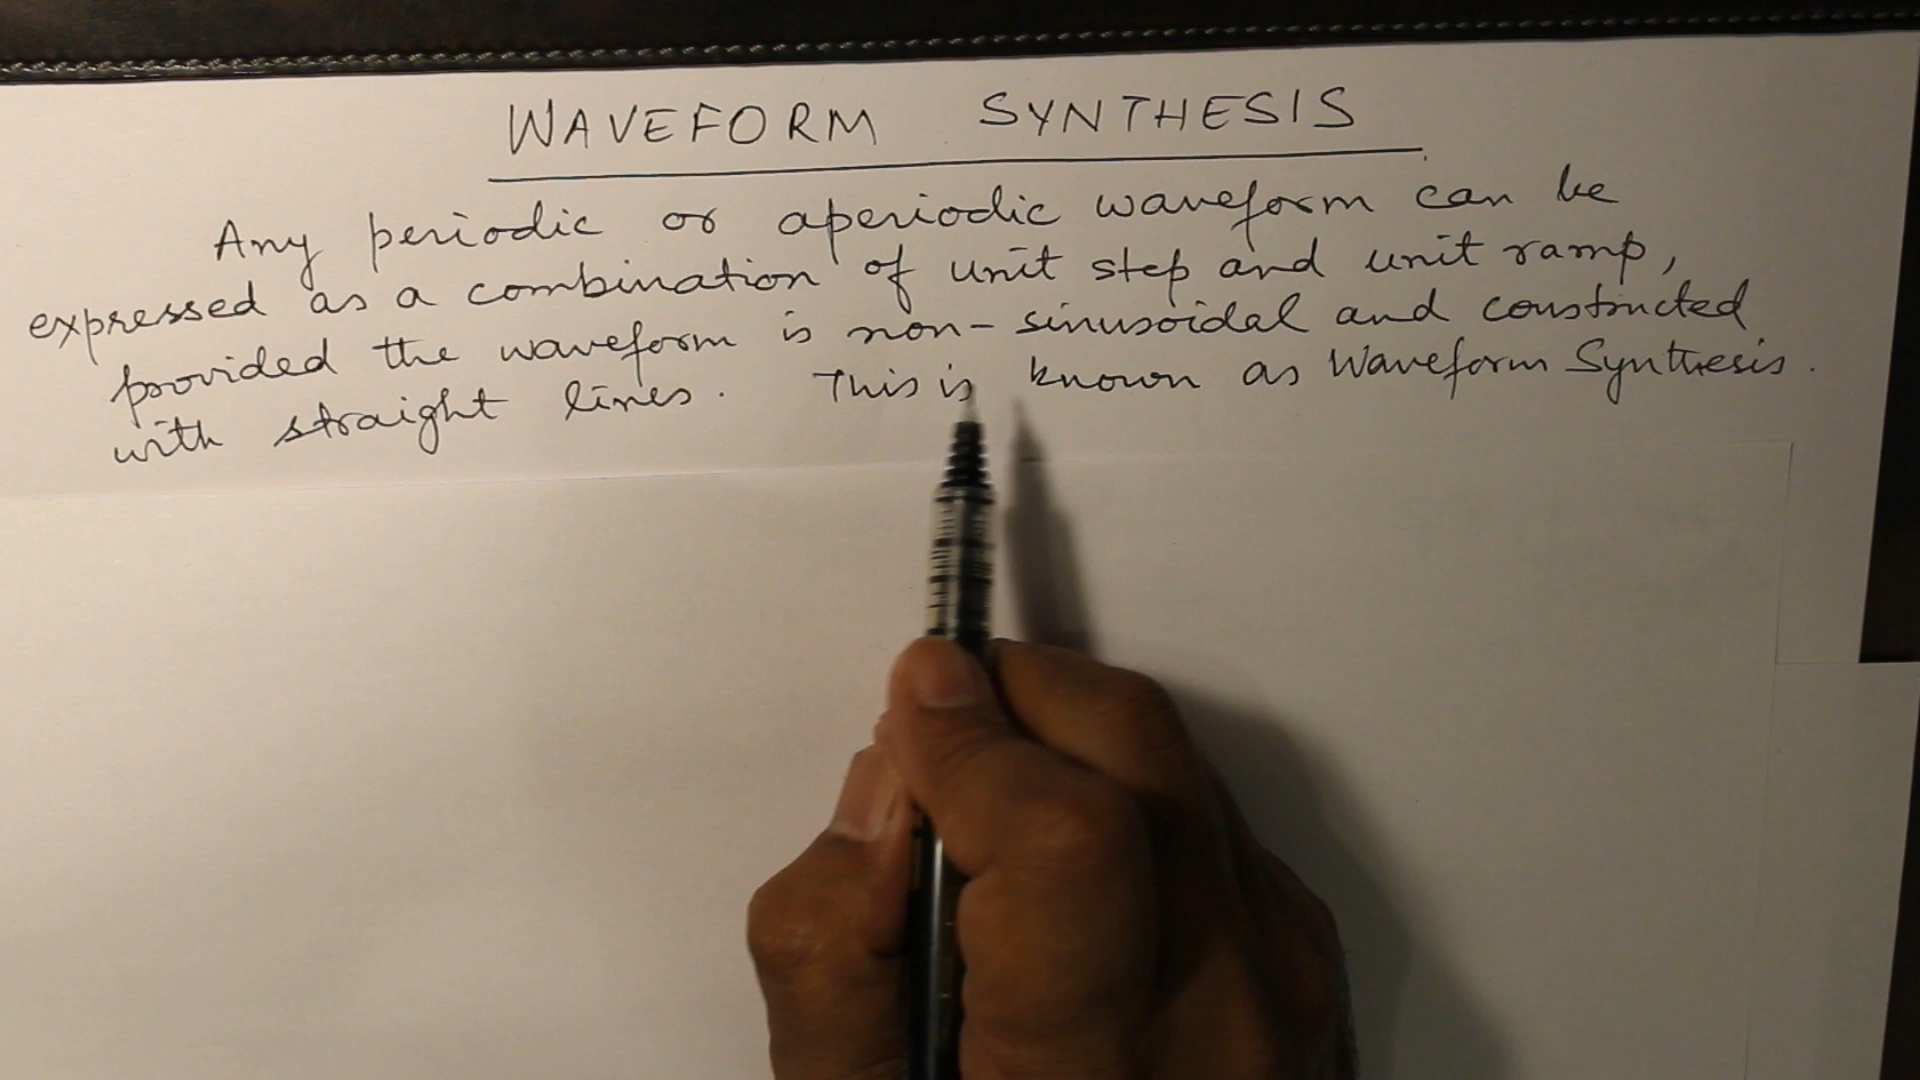 WAVEFORM SYNTHESIS
Any periodic or aperiodic waveform can be
expressed as a combination of unit step and unit ramp,
provided the waveform is non-sinusoidal and constructed
with straight lines. This is known as Waveform Synthesis.